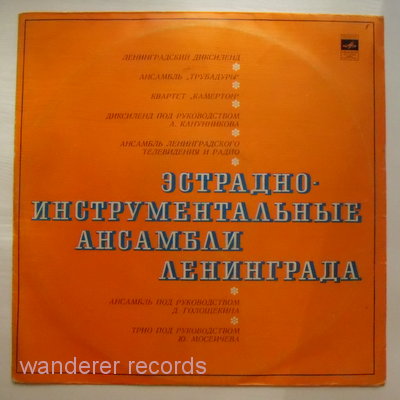 ЛЕНИНГРАДСКИЙ ДИКСИЛЕНД
АНСАМБЛЬ „ТРУБАДУРЫ"
КВАРТЕТ „КАМЕРТОН"
ДИКСИЛЕНД ПОД РУКОВОДСТВОМ
А. КАНУННИКОВА
АНСАМБЛЬ ЛЕНИНГРАДСКОГО
ТЕЛЕВИДЕНИЯ И РАДИО
ЭСТРАДНО-
ИНСТРУМЕНТАЛЬНЫЕ
АНСАМБЛИ
ЛЕНИНГРАДА
АНСАМБЛЬ ПОД РУКОВОДСТВОМ
Д. ГОЛОЩЕКИНА
ТРИО ПОД РУКОВОДСТВОМ
Ю. МОСЕИЧЕВА
wanderer records